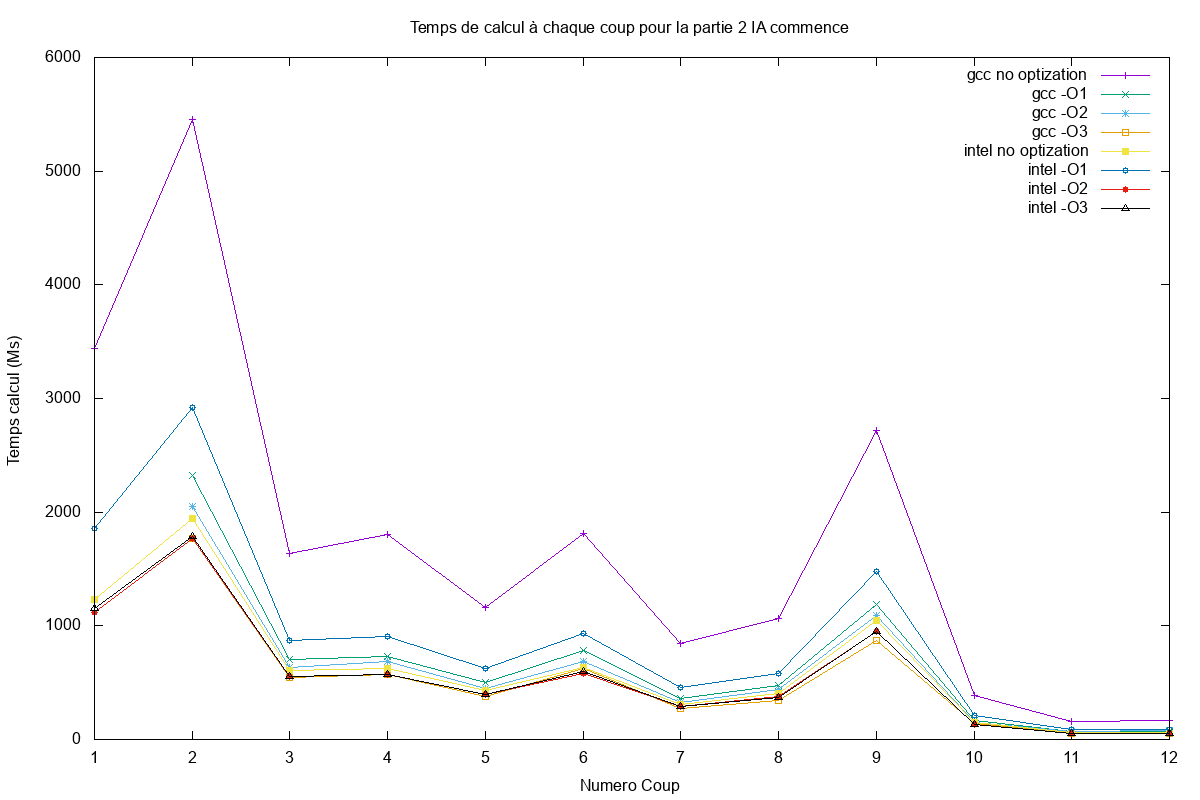 Temps de calcul à chaque coup pour la partie 2 IA commence
6000
5000
4000
3000
2000
1000
0
Temps calcul (Ms)
gcc no optization
gcc -O1
gcc -O2
gcc -O3
intel no optization
intel -O1
intel -O2
intel -O3
1 2 3 4 5 6 7 8 9 10 11 12
Numero Coup